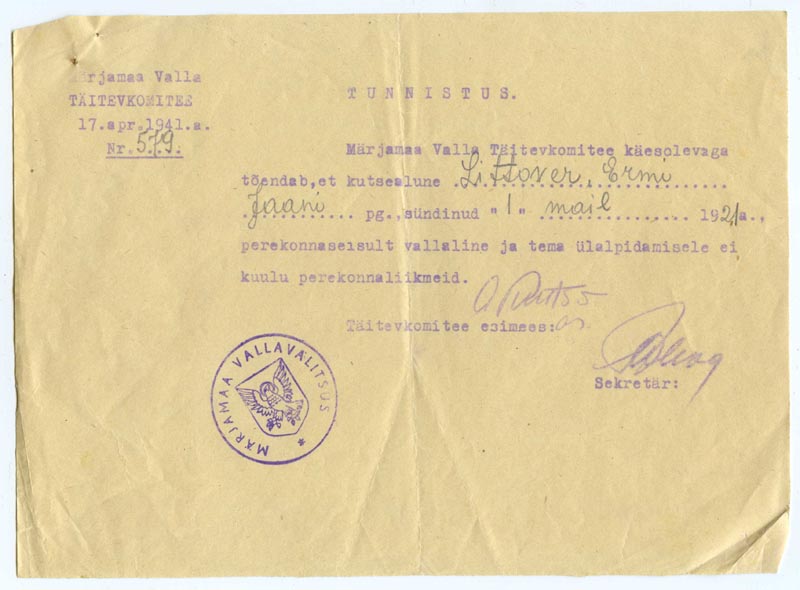 Märjamaa Valla
TÄITEVKOMITEE
17.apr.1941.a.
Nr. 579.
TUNNISTUS.
Märjamaa Valla Täitevkomitee käesolevaga
tõendab,et kutsealune Littover, Ermi
Jaani pg.,sündinud "1" mail 1921a.,
perekonnaseisult vallaline ja tema ülalpidamisele ei
kuulu perekonnaliikmeid.
Täitevkomitee esimees:
Sekretär:
MÄRJAMAA VALLAVALITSUS *